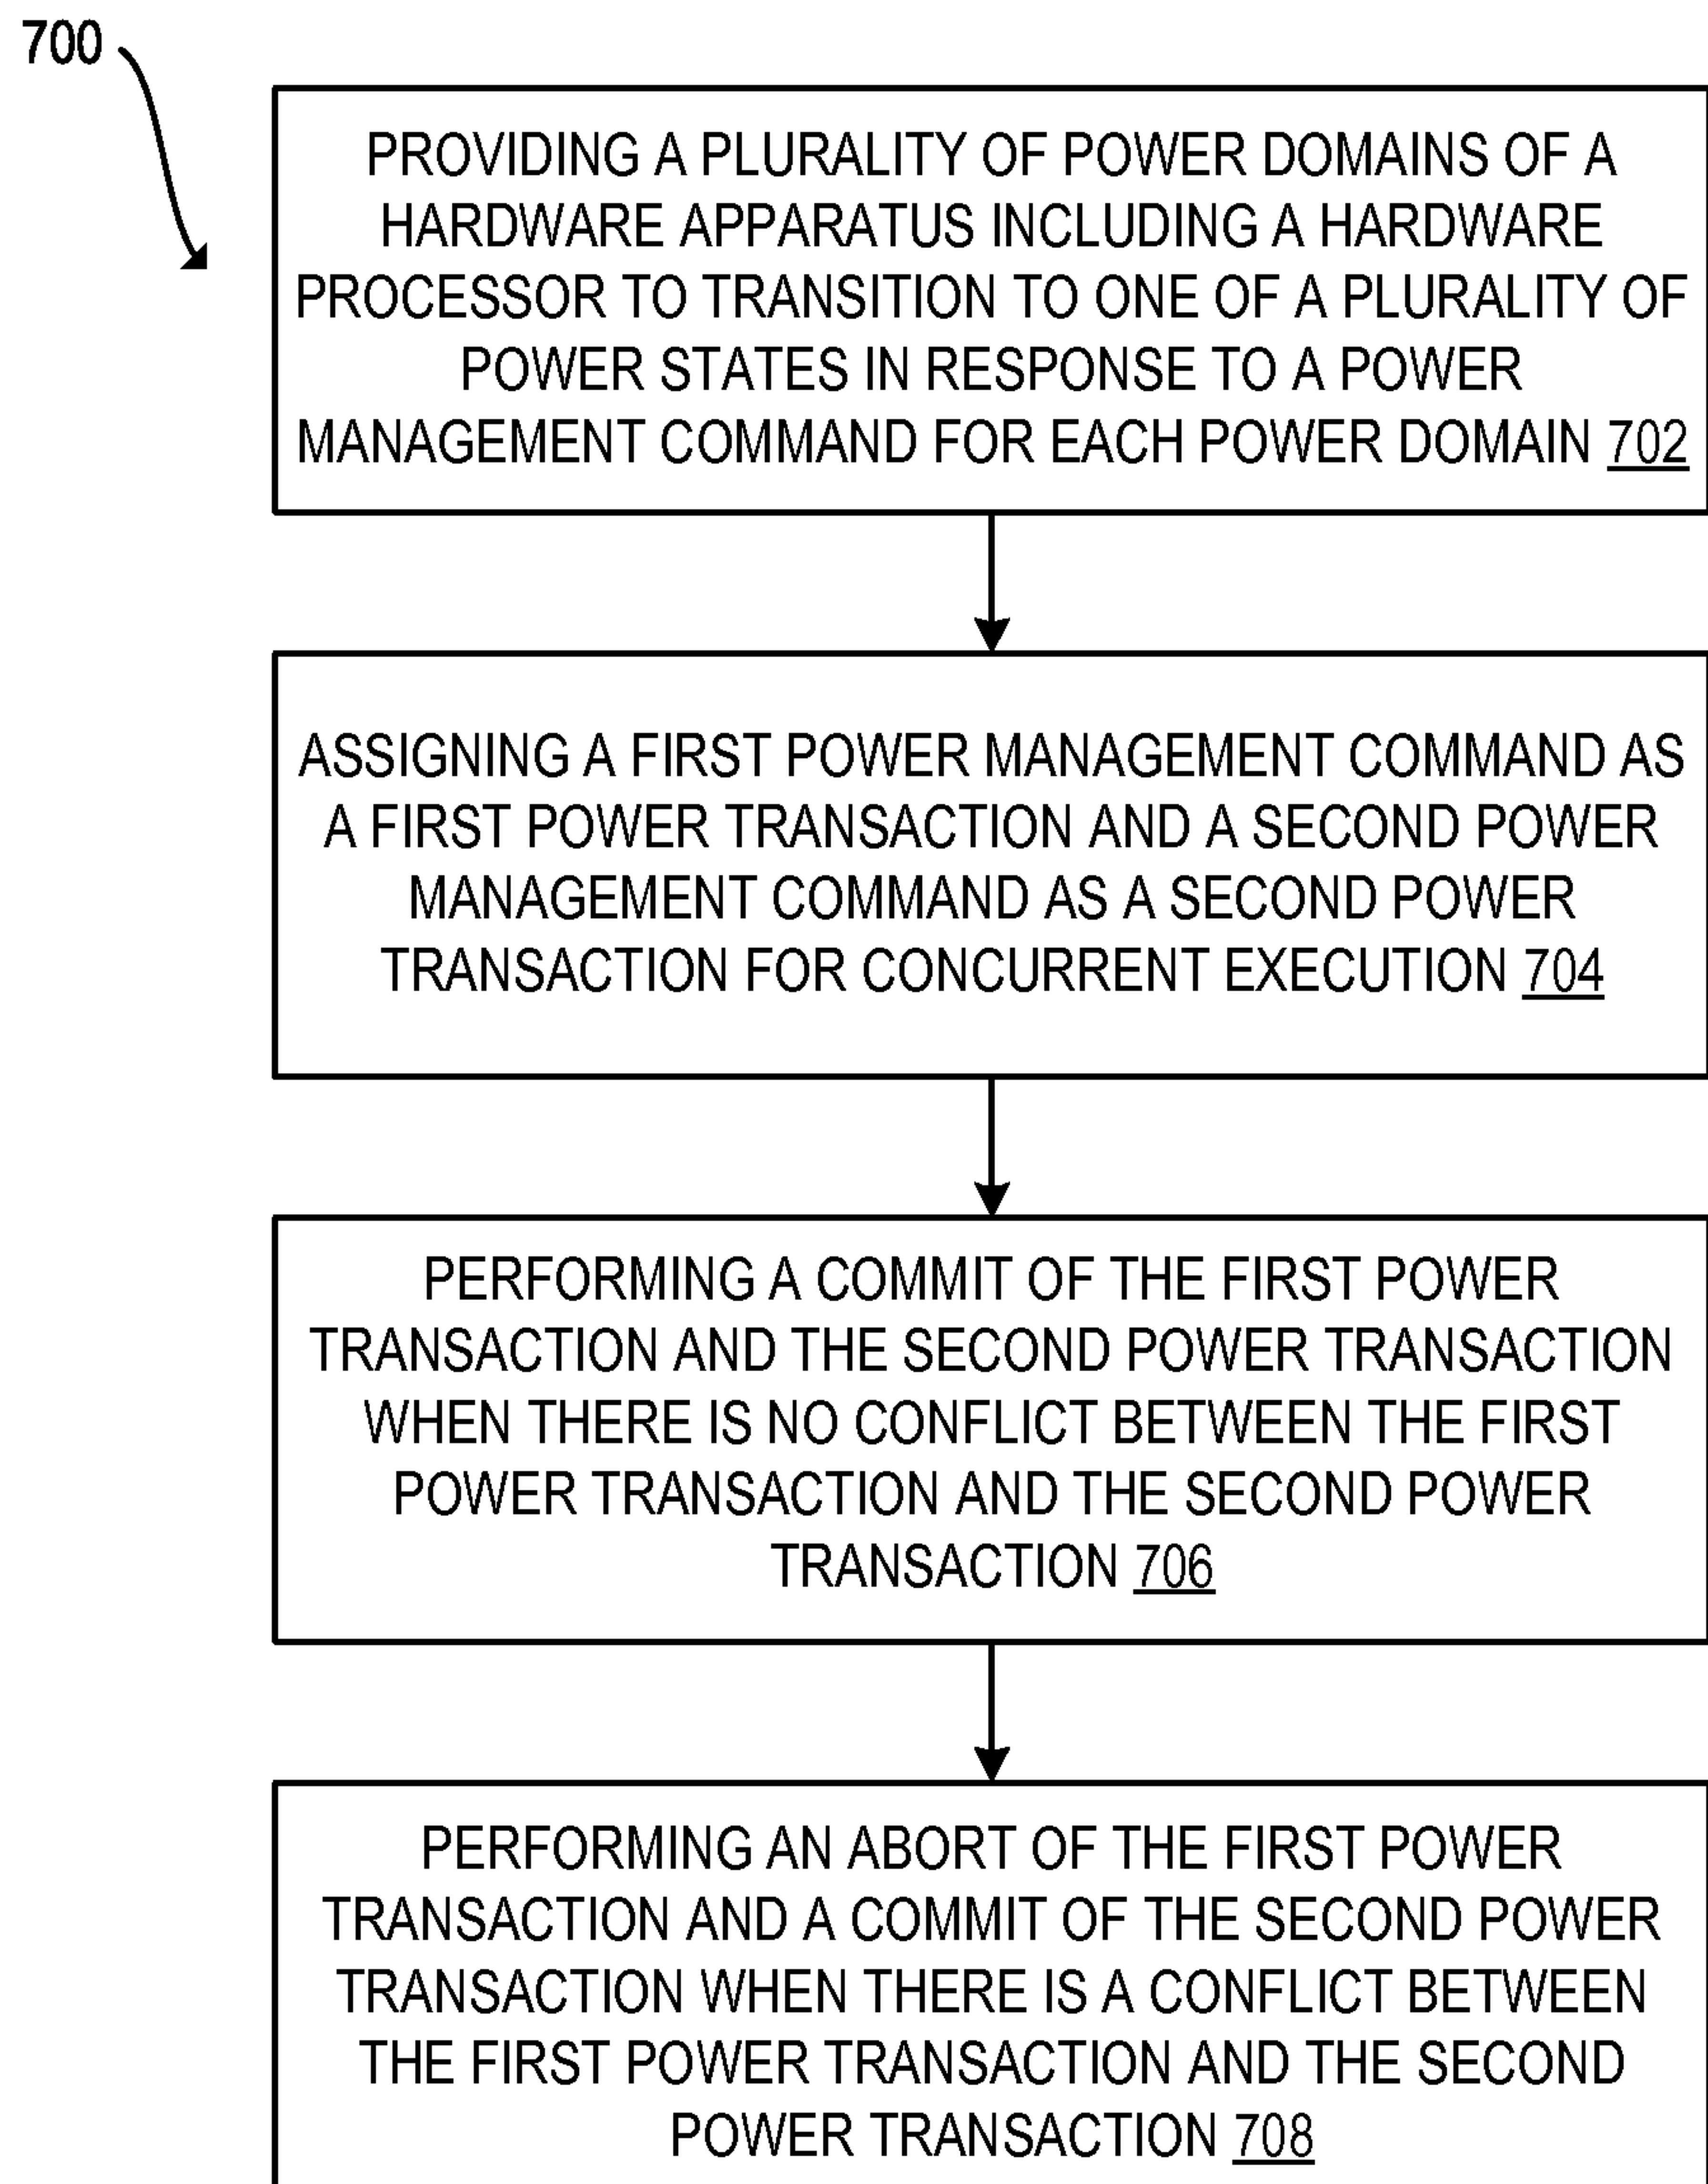 700
PROVIDING A PLURALITY OF POWER DOMAINS OF A
HARDWARE APPARATUS INCLUDING A HARDWARE
PROCESSOR TO TRANSITION TO ONE OF A PLURALITY OF
POWER STATES IN RESPONSE TO A POWER
MANAGEMENT COMMAND FOR EACH POWER DOMAIN 702
ASSIGNING A FIRST POWER MANAGEMENT COMMAND AS
A FIRST POWER TRANSACTION AND A SECOND POWER
MANAGEMENT COMMAND AS A SECOND POWER
TRANSACTION FOR CONCURRENT EXECUTION 704
PERFORMING A COMMIT OF THE FIRST POWER
TRANSACTION AND THE SECOND POWER TRANSACTION
WHEN THERE IS NO CONFLICT BETWEEN THE FIRST
POWER TRANSACTION AND THE SECOND POWER
TRANSACTION 706
PERFORMING AN ABORT OF THE FIRST POWER
TRANSACTION AND A COMMIT OF THE SECOND POWER
TRANSACTION WHEN THERE IS A CONFLICT BETWEEN
THE FIRST POWER TRANSACTION AND THE SECOND
POWER TRANSACTION 708